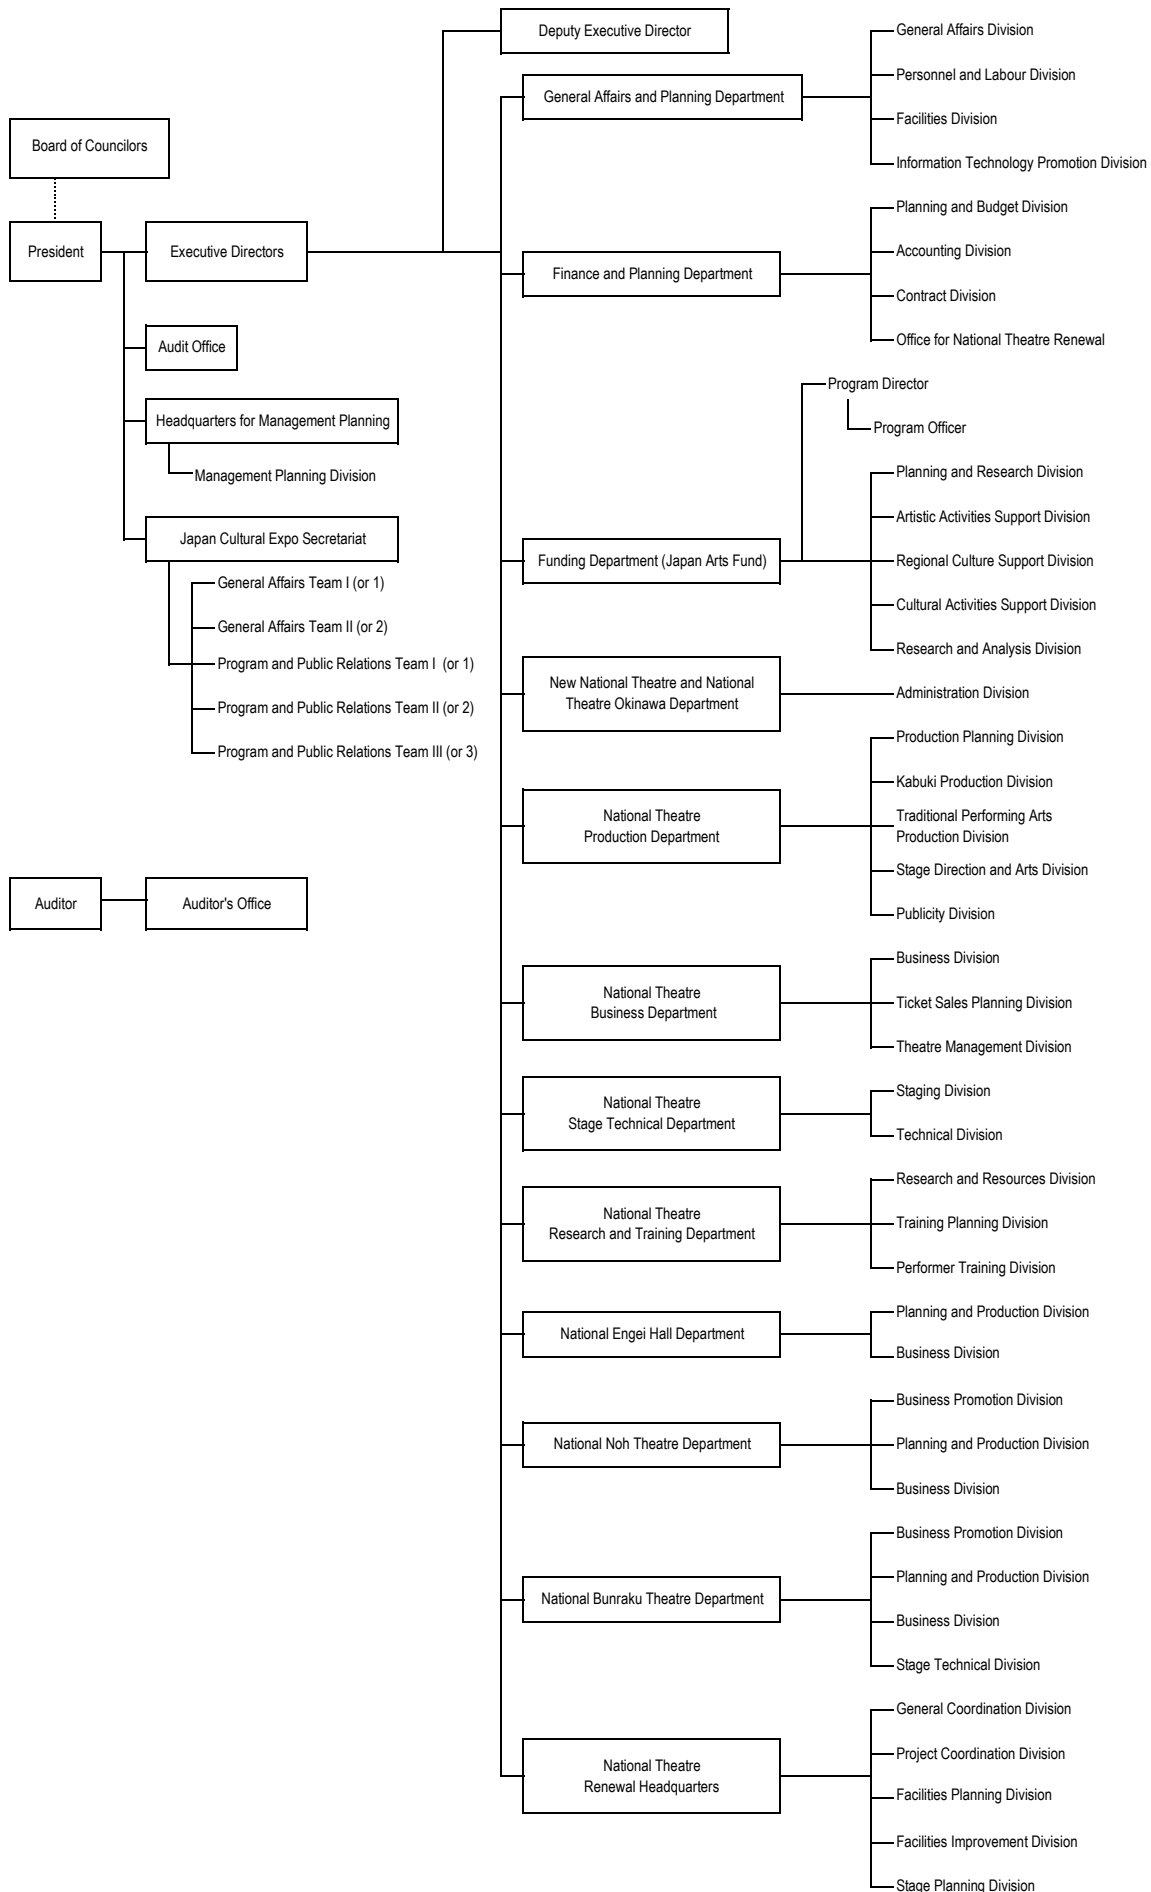 Board of Councilors
President
Executive Directors
Audit Office
Headquarters for Management Planning
Management Planning Division
Japan Cultural Expo Secretariat
General Affairs Team I (or 1)
General Affairs Team II (or 2)
Program and Public Relations Team I (or 1)
Program and Public Relations Team II (or 2)
Program and Public Relations Team III (or 3)
Auditor
Auditor's Office
Deputy Executive Director
General Affairs and Planning Department
General Affairs Division
Personnel and Labour Division
Facilities Division
Information Technology Promotion Division
Finance and Planning Department
Planning and Budget Division
Accounting Division
Contract Division
Office for National Theatre Renewal
Funding Department (Japan Arts Fund)
Program Director
Program Officer
Planning and Research Division
Artistic Activities Support Division
Regional Culture Support Division
Cultural Activities Support Division
Research and Analysis Division
New National Theatre and National
Theatre Okinawa Department
Administration Division
National Theatre
Production Department
Production Planning Division
Kabuki Production Division
Traditional Performing Arts
Production Division
Stage Direction and Arts Division
Publicity Division
National Theatre
Business Department
Business Division
Ticket Sales Planning Division
Theatre Management Division
National Theatre
Stage Technical Department
Staging Division
Technical Division
National Theatre
Research and Training Department
Research and Resources Division
Training Planning Division
Performer Training Division
National Engei Hall Department
Planning and Production Division
Business Division
National Noh Theatre Department
Business Promotion Division
Planning and Production Division
Business Division
National Bunraku Theatre Department
Business Promotion Division
Planning and Production Division
Business Division
Stage Technical Division
National Theatre
Renewal Headquarters
General Coordination Division
Project Coordination Division
Facilities Planning Division
Facilities Improvement Division
Stage Planning Division